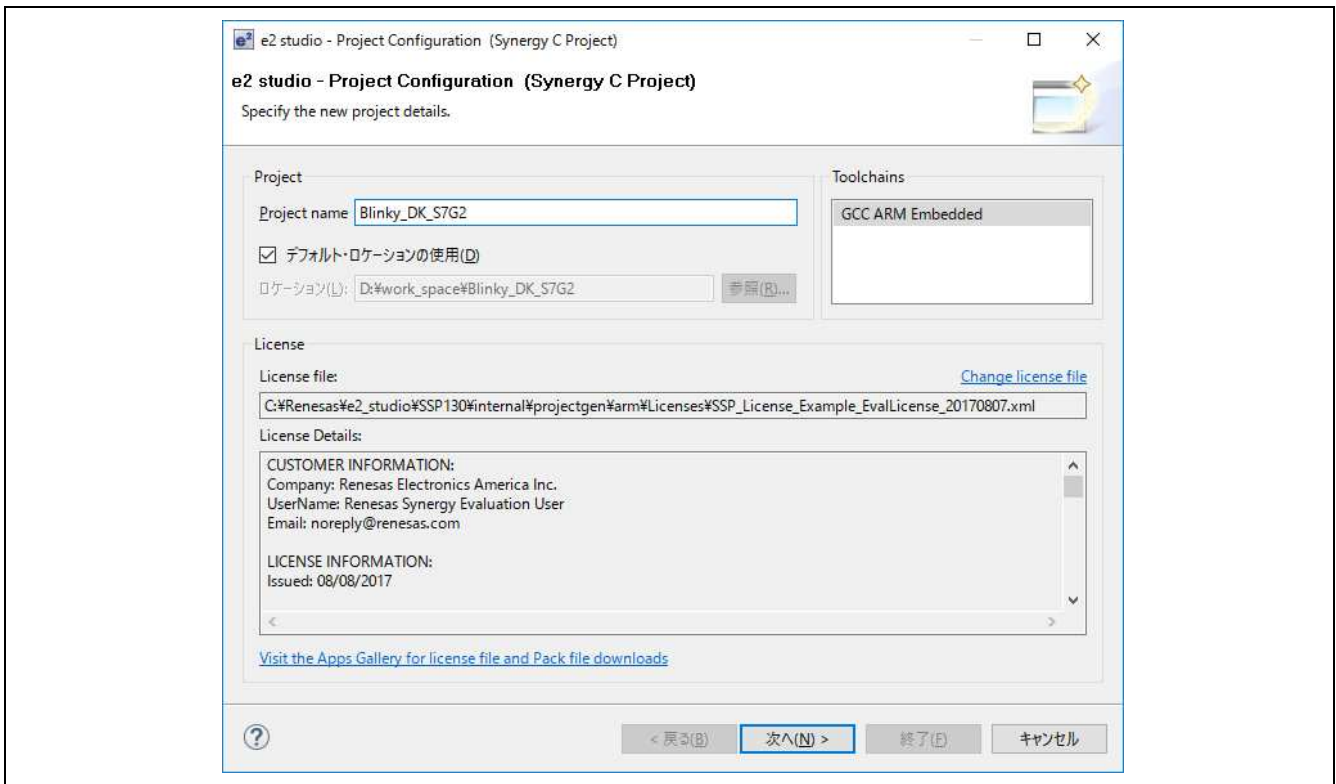 e2 studio - Project Configuration (Synergy C Project)
e2 studio - Project Configuration (Synergy C Project)
Specify the new project details.
Project
Project name Blinky_DK_S7G2
デフォルト・ロケーションの使用(D)
ロケーション(L): D:¥work_space¥Blinky_DK_S7G2 参照(R)...
Toolchains
GCC ARM Embedded
License
License file: Change license file
C:¥Renesas¥e2_studio¥SSP130¥internal¥projectgen¥arm¥Licenses¥SSP_License_Example_EvalLicense_20170807.xml
License Details:
CUSTOMER INFORMATION:
Company: Renesas Electronics America Inc.
UserName: Renesas Synergy Evaluation User
Email: noreply@renesas.com
LICENSE INFORMATION:
Issued: 08/08/2017
Visit the Apps Gallery for license file and Pack file downloads
< 戻る(B) 次へ(N) > 終了(F) キャンセル